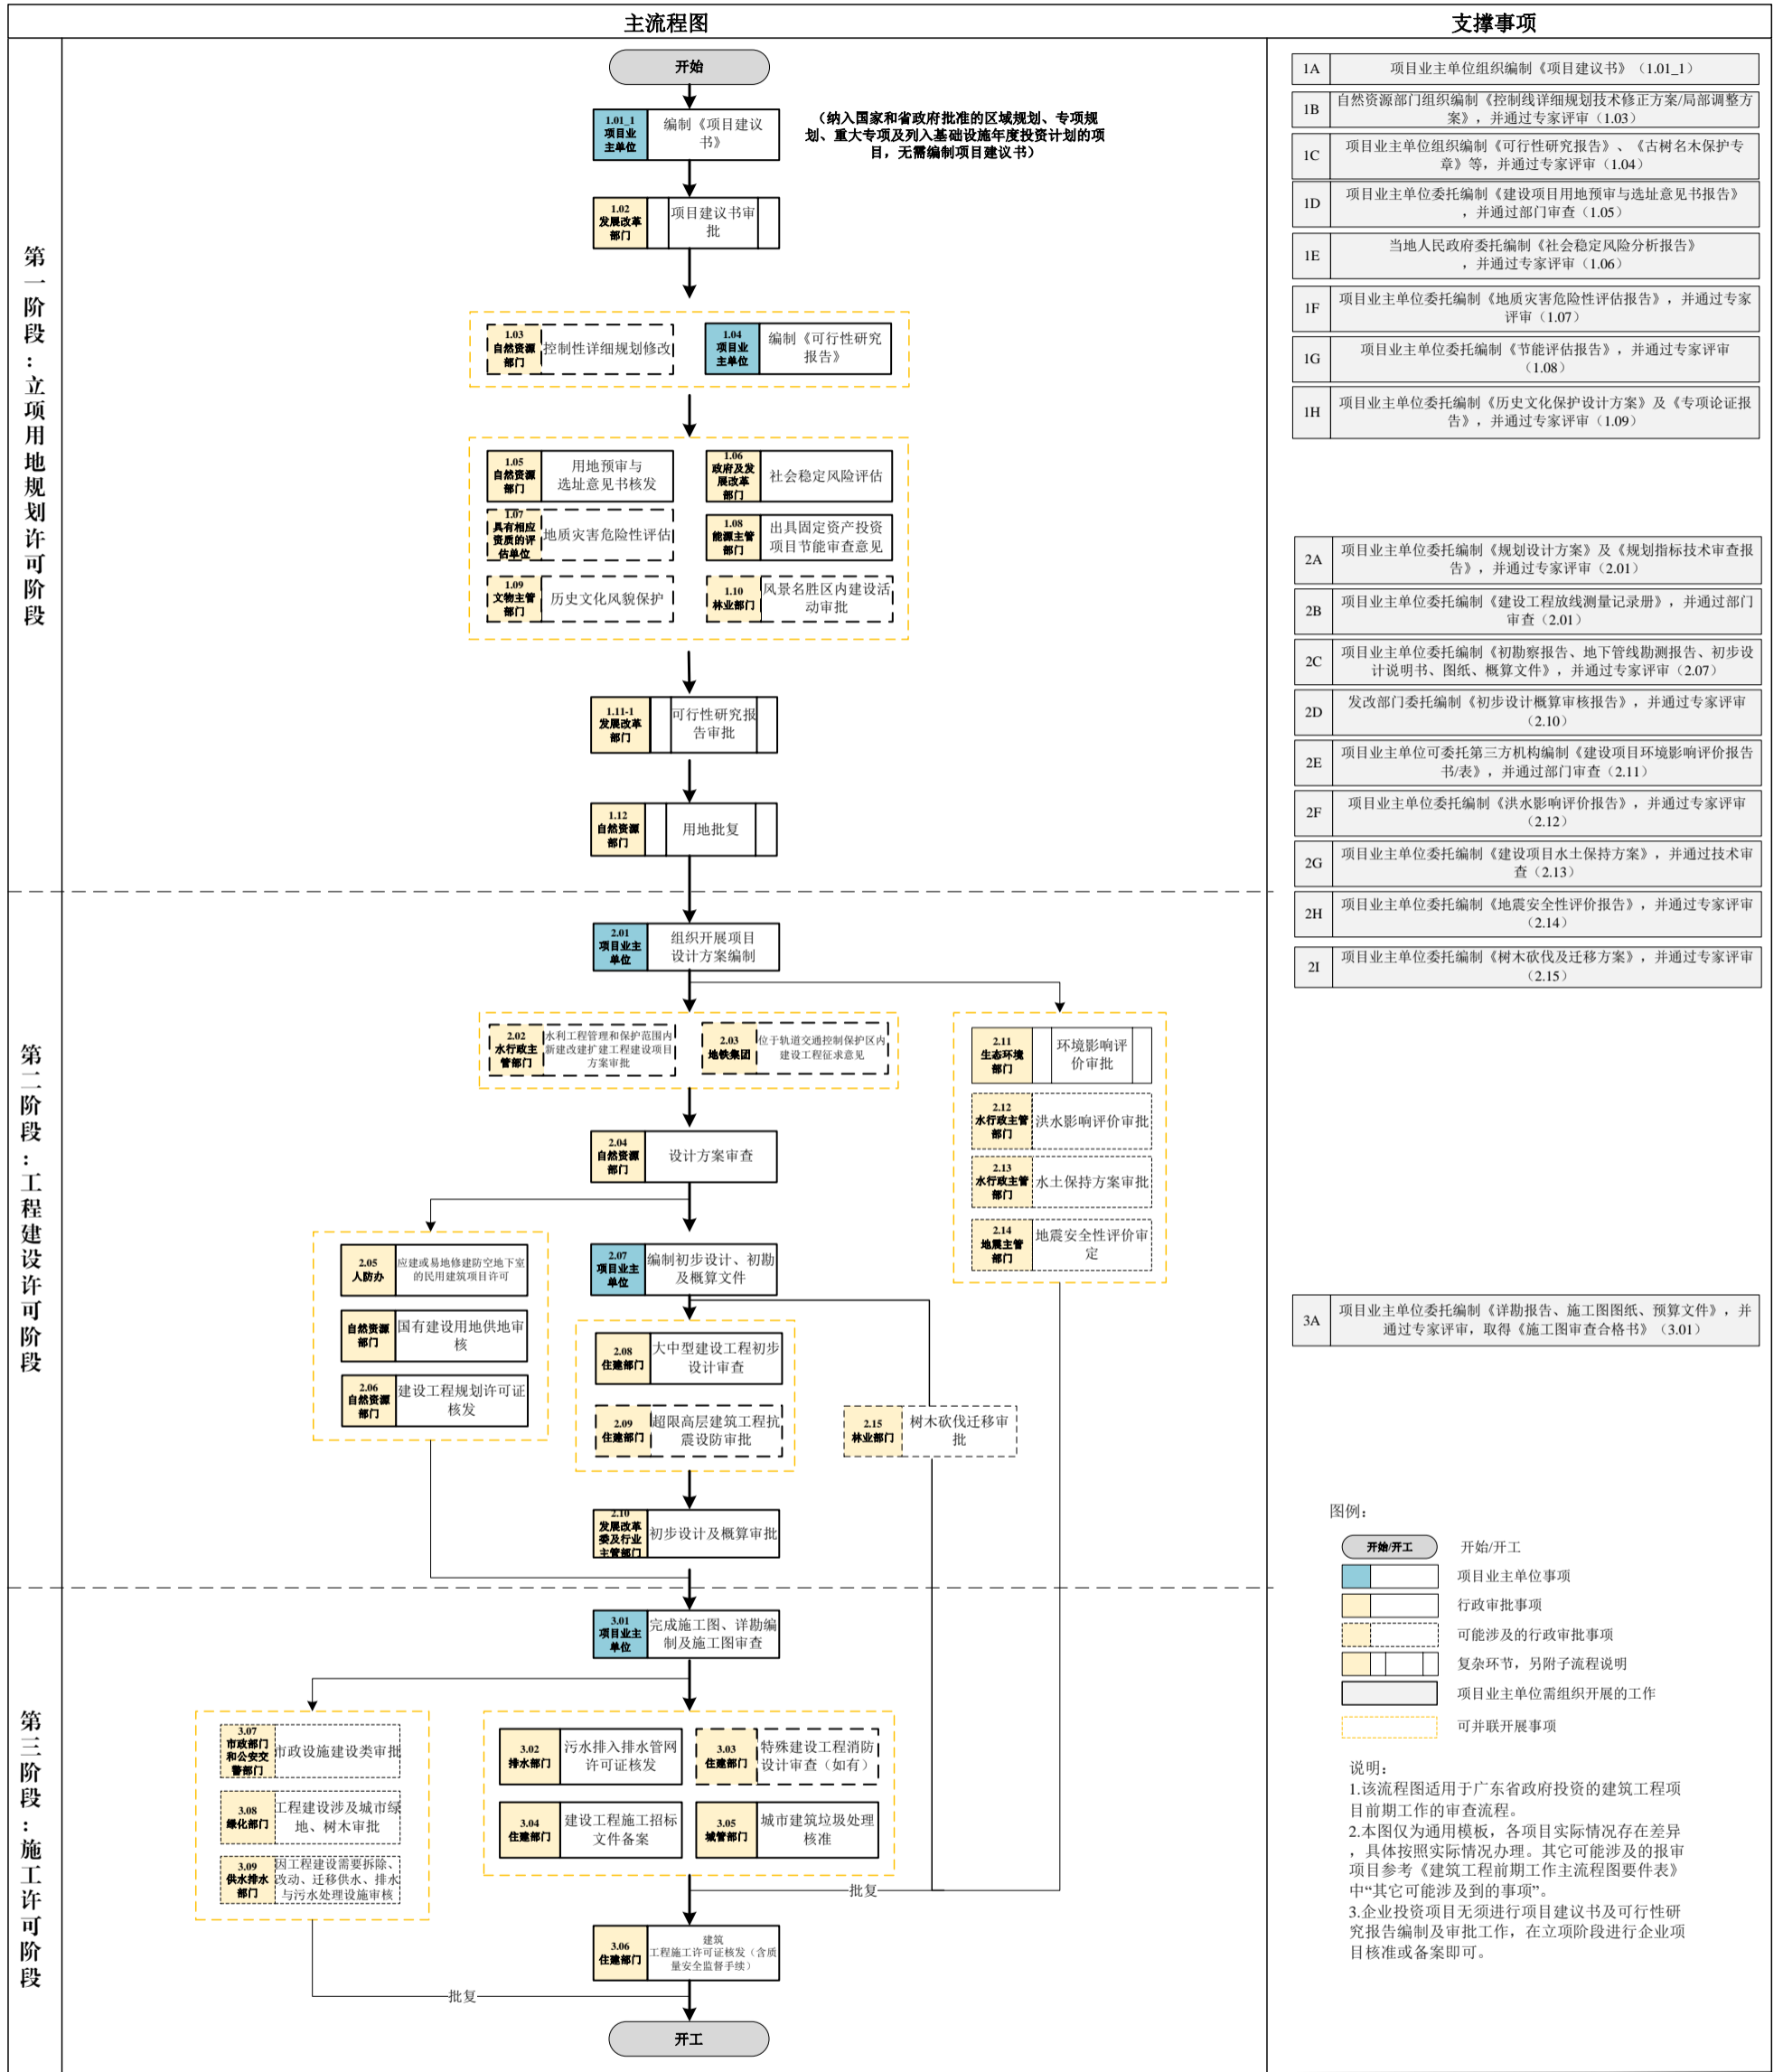 主流程图
支撑事项
第一阶段：立项用地规划许可阶段
开始
1.01_1
项目业
主单位
编制《项目建议
书》
（纳入国家和省政府批准的区域规划、专项规
划、重大专项及列入基础设施年度投资计划的项
目，无需编制项目建议书）
1.02
发展改革
部门
项目建议书审
批
1.03
自然资源
部门
控制性详细规划修改
1.04
项目业
主单位
编制《可行性研究
报告》
1.05
自然资源
部门
用地预审与
选址意见书核发
1.06
政府及发
展改革
部门
社会稳定风险评估
1.07
具有相应
资质的评
估单位
地质灾害危险性评估
1.08
能源主管
部门
出具固定资产投资
项目节能审查意见
1.09
文物主管
部门
历史文化风貌保护
1.10
林业部门
风景名胜区内建设活
动审批
1.11-1
发展改革
部门
可行性研究报
告审批
1.12
自然资源
部门
用地批复
第二阶段：工程建设许可阶段
2.01
项目业主
单位
组织开展项目
设计方案编制
2.02
水行政主
管部门
水利工程管理和保护范围内
新建改建扩建工程建设项目
方案审批
2.03
地铁集团
位于轨道交通控制保护区内
建设工程征求意见
2.04
自然资源
部门
设计方案审查
2.05
人防办
应建或易地修建防空地下室
的民用建筑项目许可
自然资源
部门
国有建设用地供地审
核
2.06
自然资源
部门
建设工程规划许可证
核发
2.07
项目业主
单位
编制初步设计、初勘
及概算文件
2.08
住建部门
大中型建设工程初步
设计审查
2.09
住建部门
超限高层建筑工程抗
震设防审批
2.10
发展改革
委及行业
主管部门
初步设计及概算审批
2.11
生态环境
部门
环境影响评
价审批
2.12
水行政主管
部门
洪水影响评价审批
2.13
水行政主管
部门
水土保持方案审批
2.14
地震主管
部门
地震安全性评价审
定
2.15
林业部门
树木砍伐迁移审
批
第三阶段：施工许可阶段
3.01
项目业主
单位
完成施工图、详勘编
制及施工图审查
3.02
排水部门
污水排入排水管网
许可证核发
3.03
住建部门
特殊建设工程消防
设计审查（如有）
3.04
住建部门
建设工程施工招标
文件备案
3.05
城管部门
城市建筑垃圾处理
核准
3.07
市政部门
和公安交
警部门
市政设施建设类审批
3.08
绿化部门
工程建设涉及城市绿
地、树木审批
3.09
供水排水
部门
因工程建设需要拆除、
改动、迁移供水、排水
与污水处理设施审核
批复
3.06
住建部门
建筑
工程施工许可证核发（含质
量安全监督手续）
批复
开工
1A
项目业主单位组织编制《项目建议书》（1.01_1）
1B
自然资源部门组织编制《控制线详细规划技术修正方案/局部调整方
案》，并通过专家评审（1.03）
1C
项目业主单位组织编制《可行性研究报告》、《古树名木保护专
章》等，并通过专家评审（1.04）
1D
项目业主单位委托编制《建设项目用地预审与选址意见书报告》
，并通过部门审查（1.05）
1E
当地人民政府委托编制《社会稳定风险分析报告》
，并通过专家评审（1.06）
1F
项目业主单位委托编制《地质灾害危险性评估报告》，并通过专家
评审（1.07）
1G
项目业主单位委托编制《节能评估报告》，并通过专家评审
（1.08）
1H
项目业主单位委托编制《历史文化保护设计方案》及《专项论证报
告》，并通过专家评审（1.09）
2A
项目业主单位委托编制《规划设计方案》及《规划指标技术审查报
告》，并通过专家评审（2.01）
2B
项目业主单位委托编制《建设工程放线测量记录册》，并通过部门
审查（2.01）
2C
项目业主单位委托编制《初勘察报告、地下管线勘测报告、初步设
计说明书、图纸、概算文件》，并通过专家评审（2.07）
2D
发改部门委托编制《初步设计概算审核报告》，并通过专家评审
（2.10）
2E
项目业主单位可委托第三方机构编制《建设项目环境影响评价报告
书/表》，并通过部门审查（2.11）
2F
项目业主单位委托编制《洪水影响评价报告》，并通过专家评审
（2.12）
2G
项目业主单位委托编制《建设项目水土保持方案》，并通过技术审
查（2.13）
2H
项目业主单位委托编制《地震安全性评价报告》，并通过专家评审
（2.14）
2I
项目业主单位委托编制《树木砍伐及迁移方案》，并通过专家评审
（2.15）
3A
项目业主单位委托编制《详勘报告、施工图图纸、预算文件》，并
通过专家评审，取得《施工图审查合格书》（3.01）
图例：
开始/开工
开始/开工
项目业主单位事项
行政审批事项
可能涉及的行政审批事项
复杂环节，另附子流程说明
项目业主单位需组织开展的工作
可并联开展事项
说明：
1.该流程图适用于广东省政府投资的建筑工程项
目前期工作的审查流程。
2.本图仅为通用模板，各项目实际情况存在差异
，具体按照实际情况办理。其它可能涉及的报审
项目参考《建筑工程前期工作主流程图要件表》
中“其它可能涉及到的事项”。
3.企业投资项目无须进行项目建议书及可行性研
究报告编制及审批工作，在立项阶段进行企业项
目核准或备案即可。